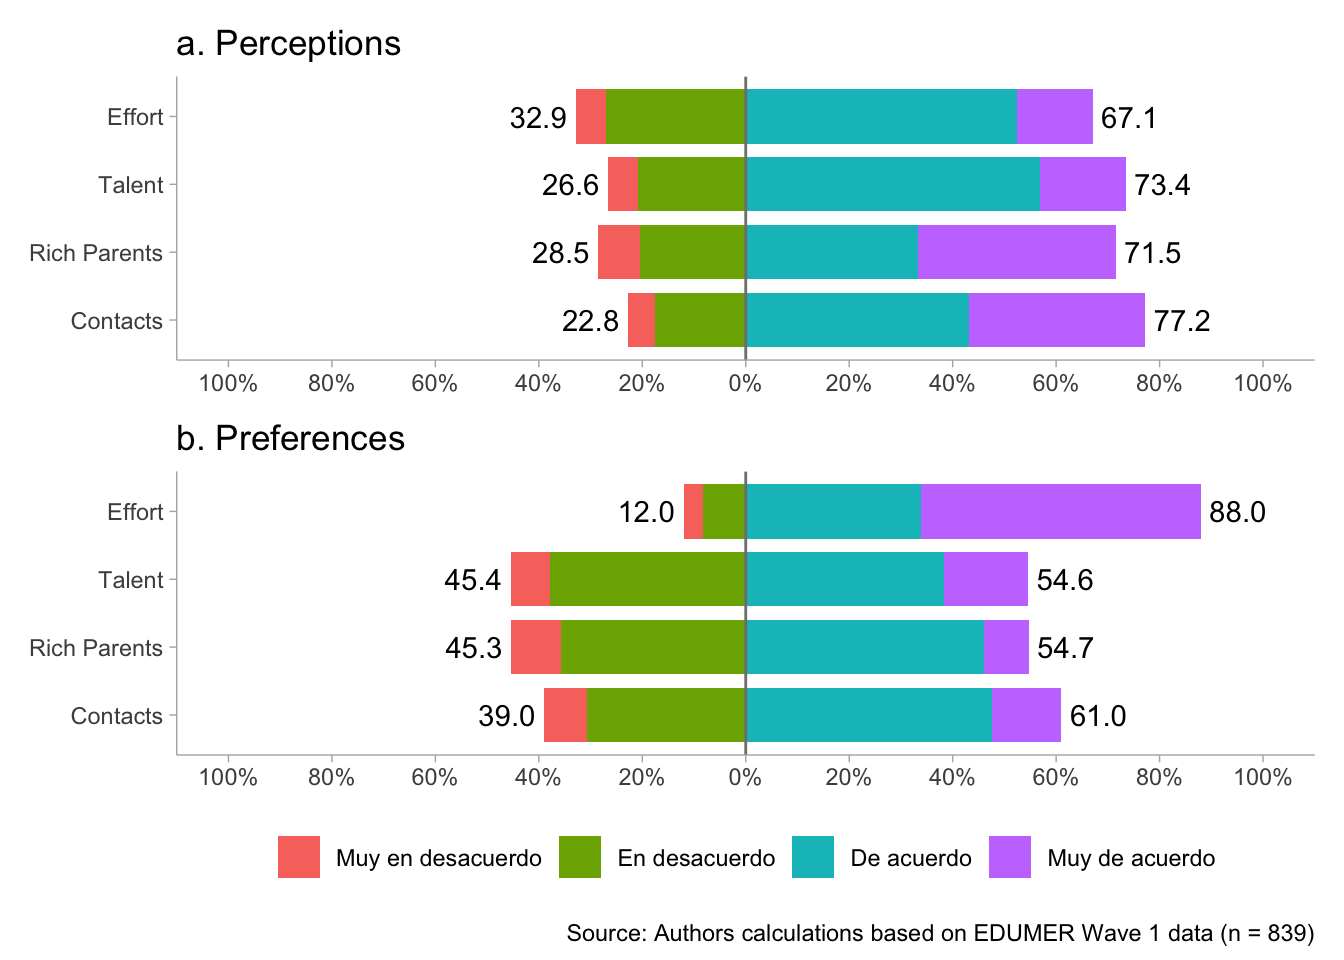 a. Perceptions
Effort 32.9 67.1
Talent 26.6 73.4
Rich Parents 28.5 71.5
Contacts 22.8 77.2
100% 80% 60% 40% 20% 0% 20% 40% 60% 80% 100%
b. Preferences
Effort 12.0 88.0
Talent 45.4 54.6
Rich Parents 45.3 54.7
Contacts 39.0 61.0
100% 80% 60% 40% 20% 0% 20% 40% 60% 80% 100%
Muy en desacuerdo En desacuerdo De acuerdo Muy de acuerdo
Source: Authors calculations based on EDUMER Wave 1 data (n = 839)